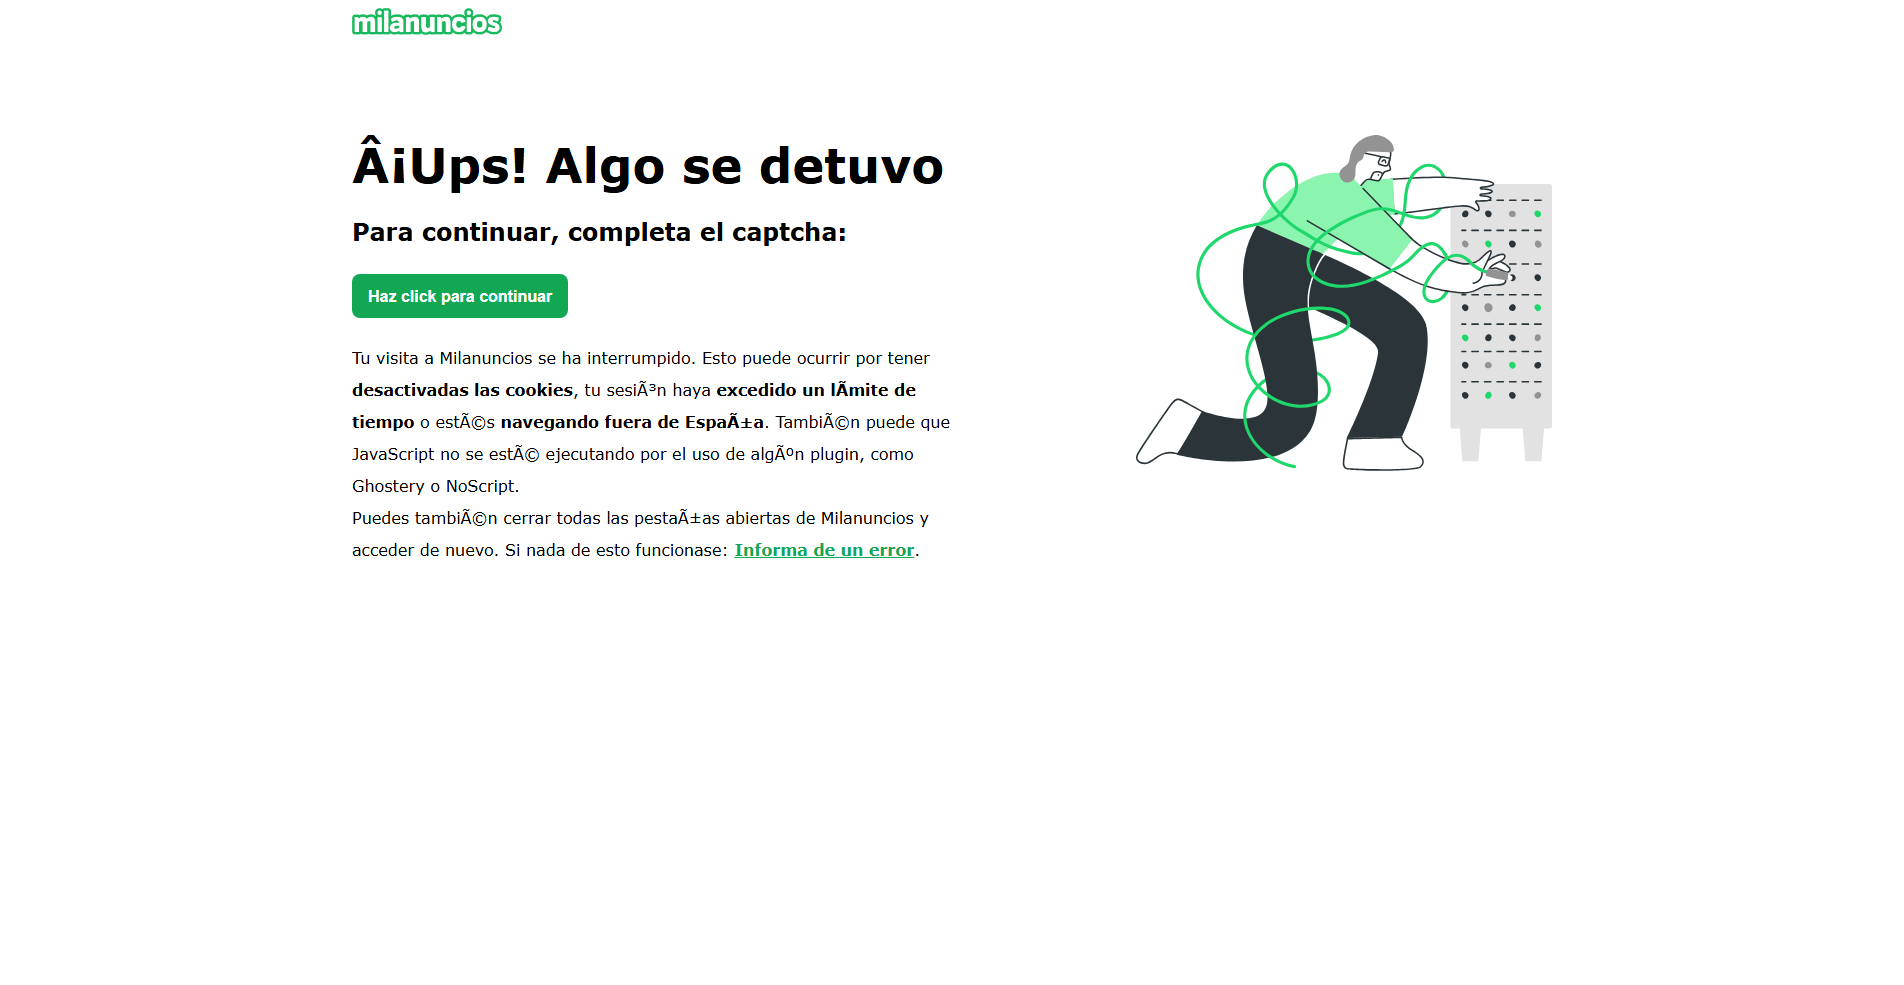 milanuncios
Â¡Ups! Algo se detuvo
Para continuar, completa el captcha:
Haz click para continuar
Tu visita a Milanuncios se ha interrumpido. Esto puede ocurrir por tener
desactivadas las cookies, tu sesiÃ³n haya excedido un lÃ­mite de
tiempo o estÃ©s navegando fuera de EspaÃ±a. TambiÃ©n puede que
JavaScript no se estÃ© ejecutando por el uso de algÃºn plugin, como
Ghostery o NoScript.
Puedes tambiÃ©n cerrar todas las pestaÃ±as abiertas de Milanuncios y
acceder de nuevo. Si nada de esto funcionase: Informa de un error.